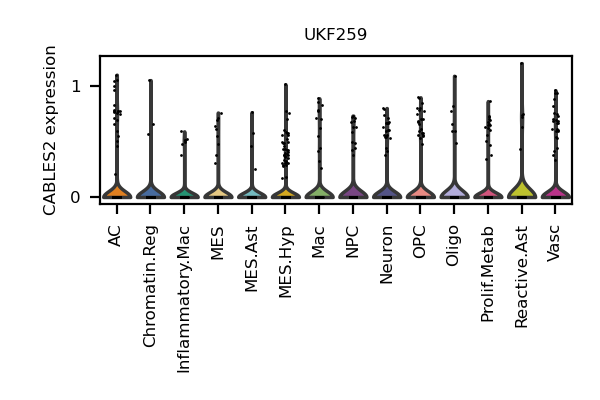 UKF259
CABLES2 expression
1
0
AC
Chromatin.Reg
Inflammatory.Mac
MES
MES.Ast
MES.Hyp
Mac
NPC
Neuron
OPC
Oligo
Prolif.Metab
Reactive.Ast
Vasc